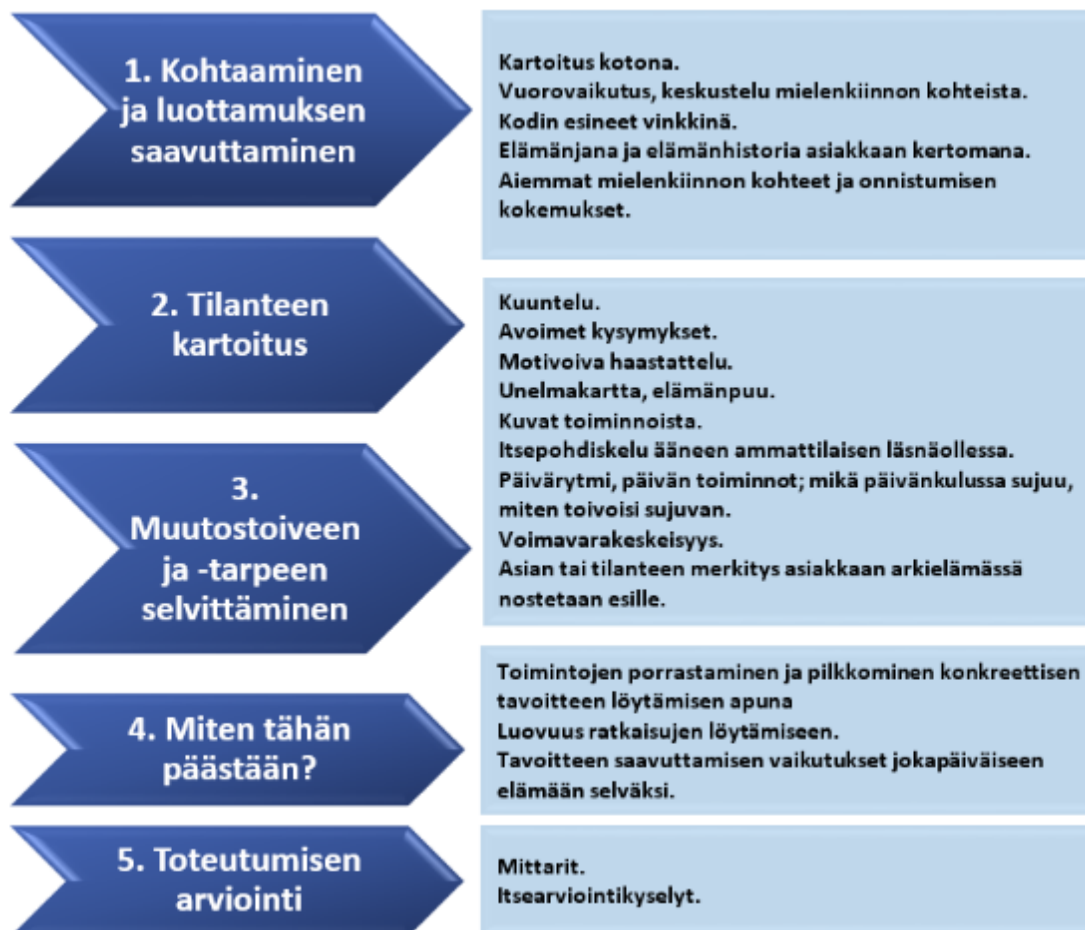 1. Kohtaaminen
ja luottamuksen
saavuttaminen
Kartoitus kotona.
Vuorovaikutus, keskustelu mielenkiinnon kohteista.
Kodin esineet vinkkinä.
Elämänjana ja elämänhistoria asiakkaan kertomana.
Aiemmat mielenkiinnon kohteet ja onnistumisen
kokemukset.
2. Tilanteen
kartoitus
3.
Muutostoiveen
ja -tarpeen
selvittäminen
Kuuntelu.
Avoimet kysymykset.
Motivoiva haastattelu.
Unelmakartta, elämänpuu.
Kuvat toiminnoista.
Itsepohdiskelu ääneen ammattilaisen läsnäollessa.
Päivärytmi, päivän toiminnot; mikä päivänkulussa sujuu,
miten toivoisi sujuvan.
Voimavarakeskeisyys.
Asian tai tilanteen merkitys asiakkaan arkielämässä
nostetaan esille.
4. Miten tähän
päästään?
Toimintojen porrastaminen ja pilkkominen konkreettisen
tavoitteen löytämisen apuna
Luovuus ratkaisujen löytämiseen.
Tavoitteen saavuttamisen vaikutukset jokapäiväiseen
elämään selväksi.
5. Toteutumisen
arviointi
Mittarit.
Itsearviointikyselyt.